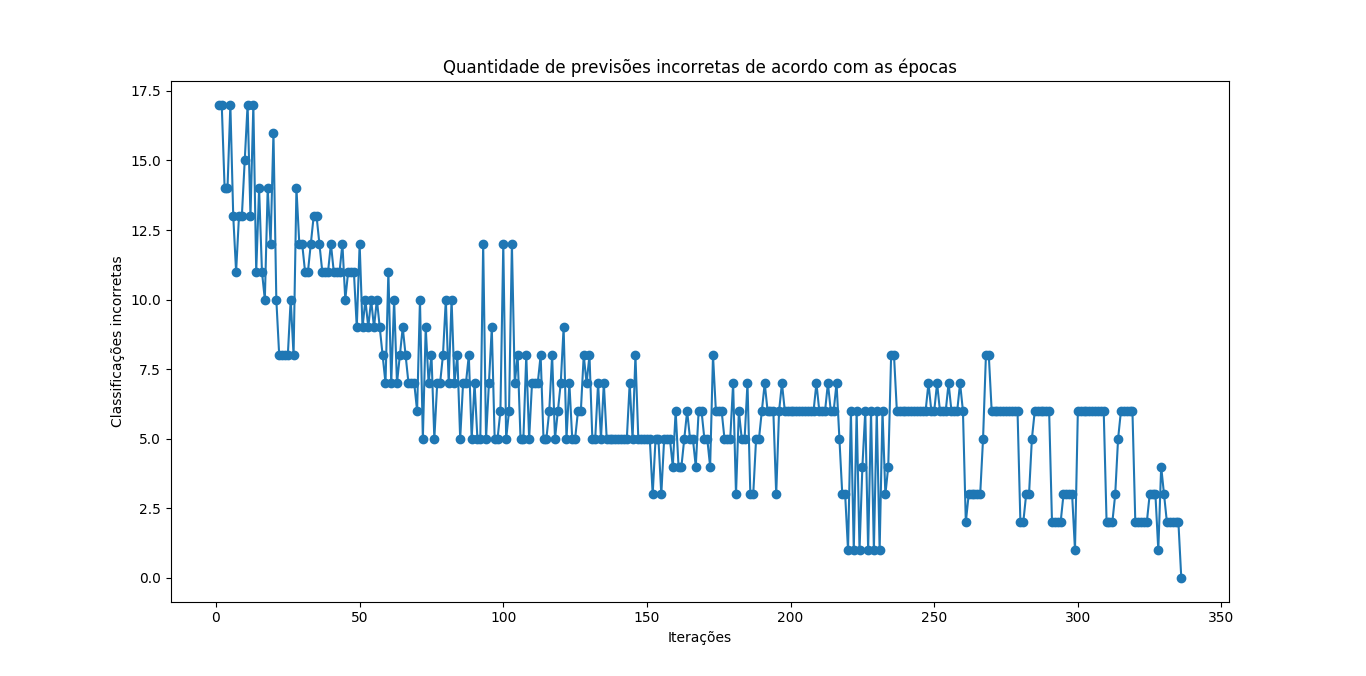 Quantidade de previsões incorretas de acordo com as épocas
17.5
15.0
12.5
10.0
7.5
5.0
2.5
0.0
Classificações incorretas
0 50 100 150 200 250 300 350
Iterações